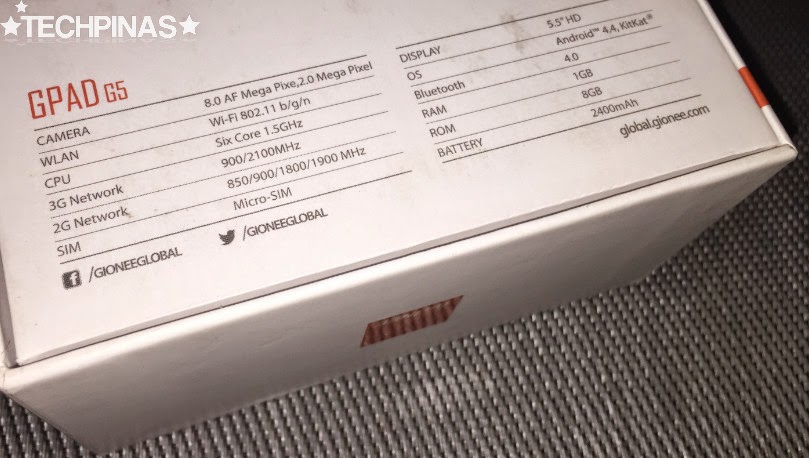 ★TECHPINAS★
GPAD G5
CAMERA 8.0 AF Mega Pixe,2.0 Mega Pixel
WLAN Wi-Fi 802.11 b/g/n
CPU Six Core 1.5GHz
3G Network 900/2100MHz
2G Network 850/900/1800/1900 MHz
SIM Micro-SIM
/GIONEEGLOBAL /GIONEEGLOBAL
DISPLAY 5.5" HD
OS Android™ 4.4, KitKat®
Bluetooth 4.0
RAM 1GB
ROM 8GB
BATTERY 2400mAh
global.gionee.com